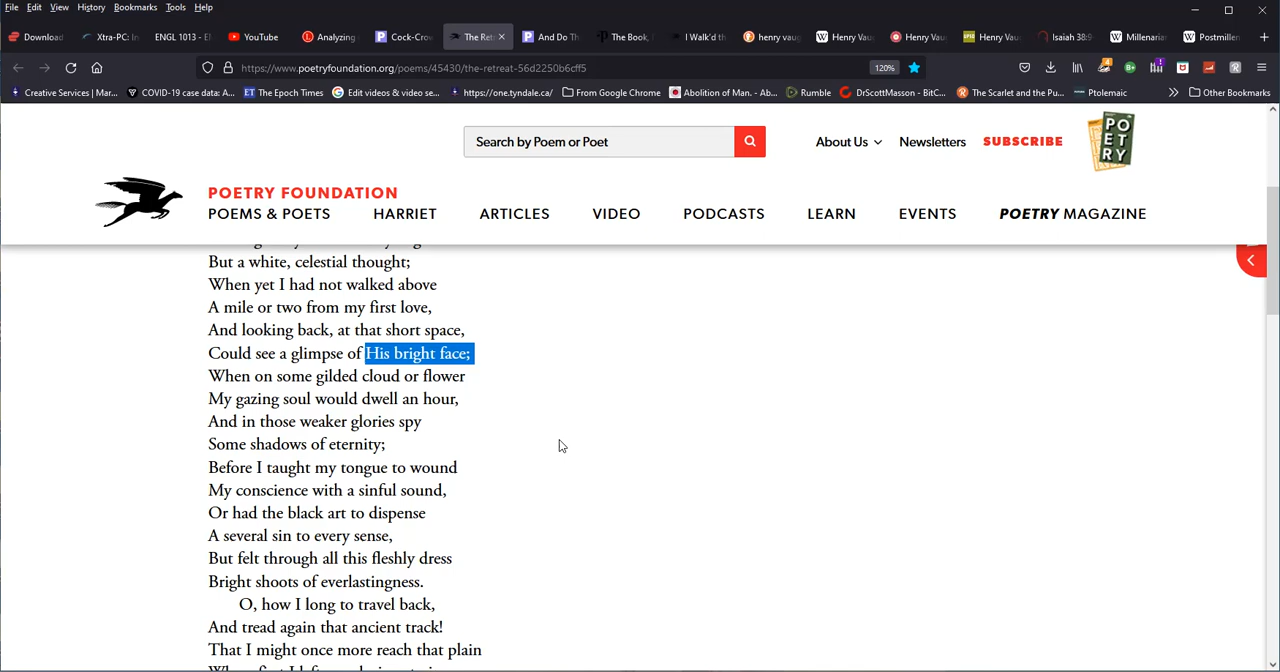 File Edit View History Bookmarks Tools Help
Download Xtra-PC: In ENGL 1013 - El YouTube Analyzing Cock-Crow The Ret And Do Th The Book, I Walk'd th henry vaug Henry Vau Henry Vau Henry Vau Isaiah 38:9- Millenari Postmiller
https://www.poetryfoundation.org/poems/45430/the-retreat-56d2250b6cff5 120%
Creative Services | Mar... COVID-19 case data: A... The Epoch Times Edit videos & video se... https://one.tyndale.ca/ From Google Chrome Abolition of Man. - Ab... Rumble DrScottMasson - BitC... The Scarlet and the Pu... Ptolemaic Other Bookmarks
Search by Poem or Poet About Us Newsletters SUBSCRIBE
POETRY
POETRY FOUNDATION
POEMS & POETS HARRIET ARTICLES VIDEO PODCASTS LEARN EVENTS POETRY MAGAZINE
But a white, celestial thought;
When yet I had not walked above
A mile or two from my first love,
And looking back, at that short space,
Could see a glimpse of His bright face;
When on some gilded cloud or flower
My gazing soul would dwell an hour,
And in those weaker glories spy
Some shadows of eternity;
Before I taught my tongue to wound
My conscience with a sinful sound,
Or had the black art to dispense
A several sin to every sense,
But felt through all this fleshly dress
Bright shoots of everlastingness.
O, how I long to travel back,
And tread again that ancient track!
That I might once more reach that plain